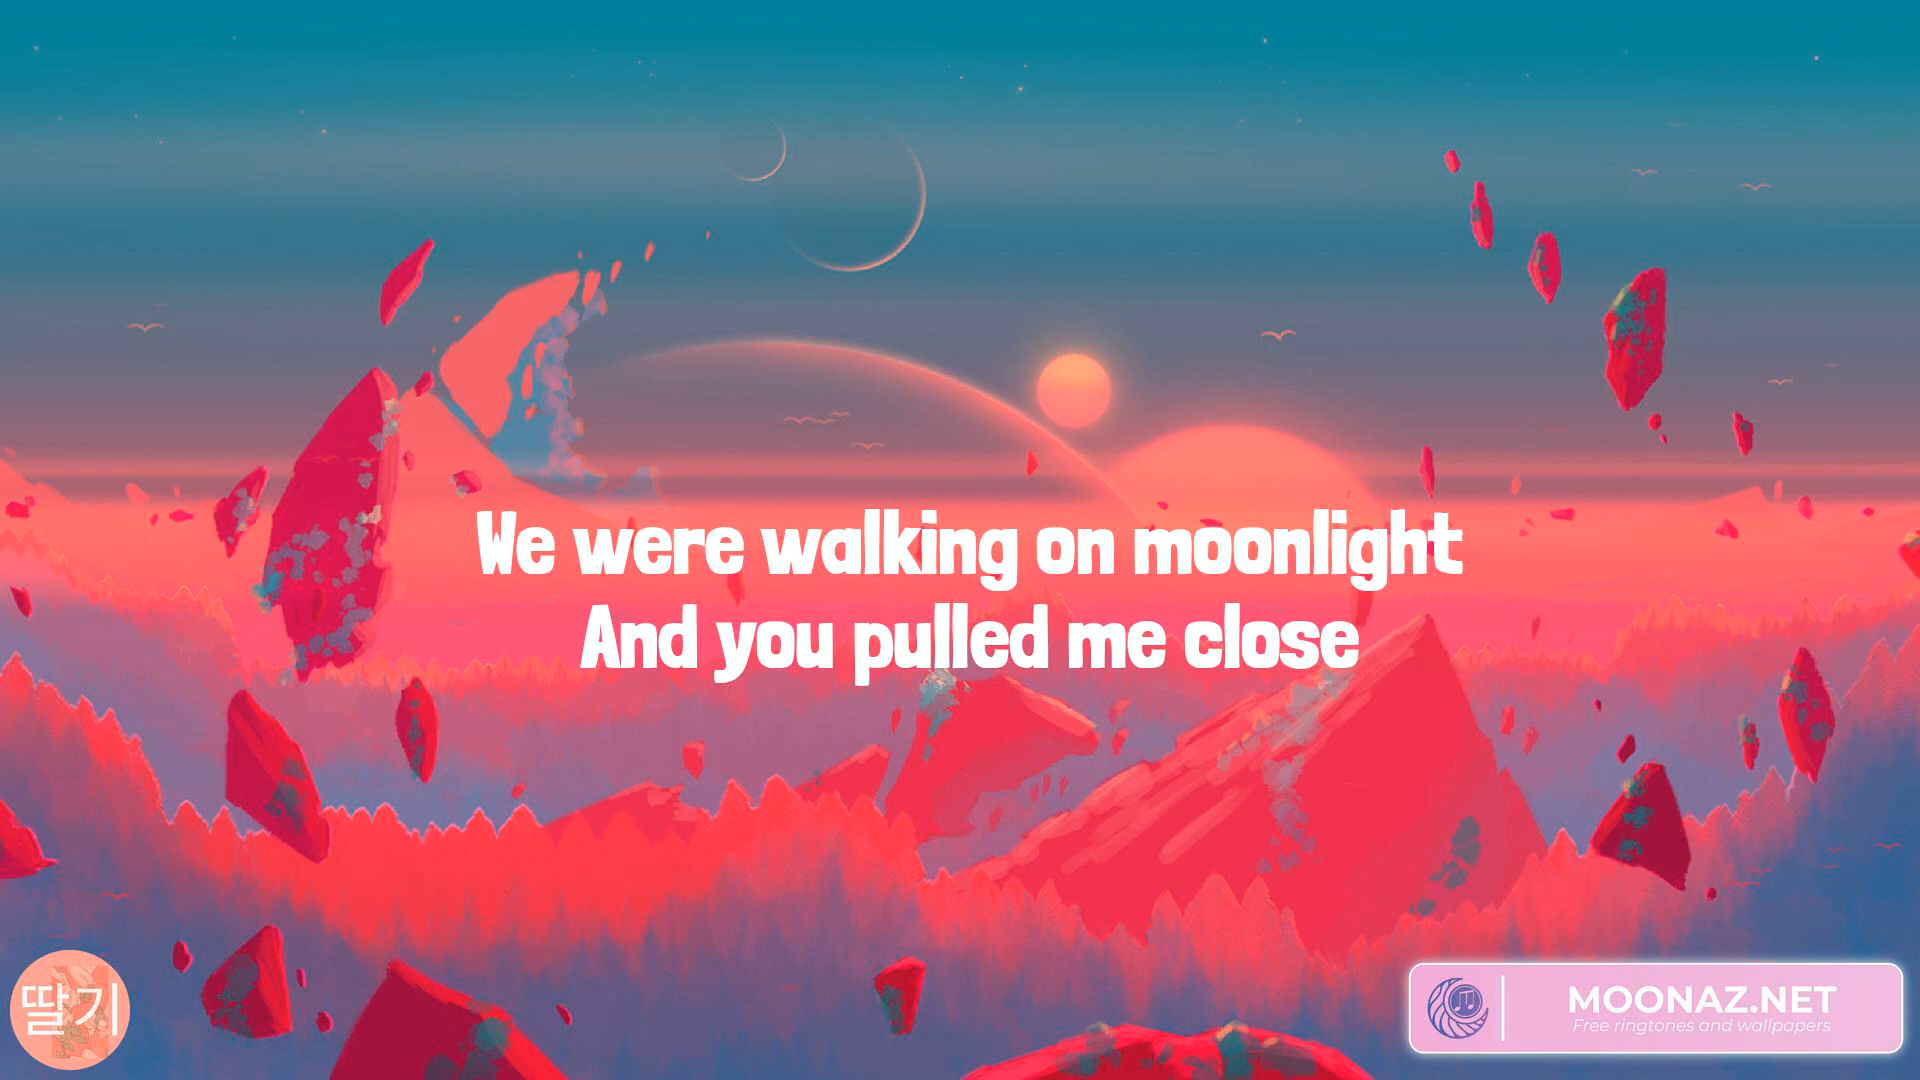 We were walking on moonlight
And you pulled me close
딸기
MOONAZ.NET
Free ringtones and wallpapers